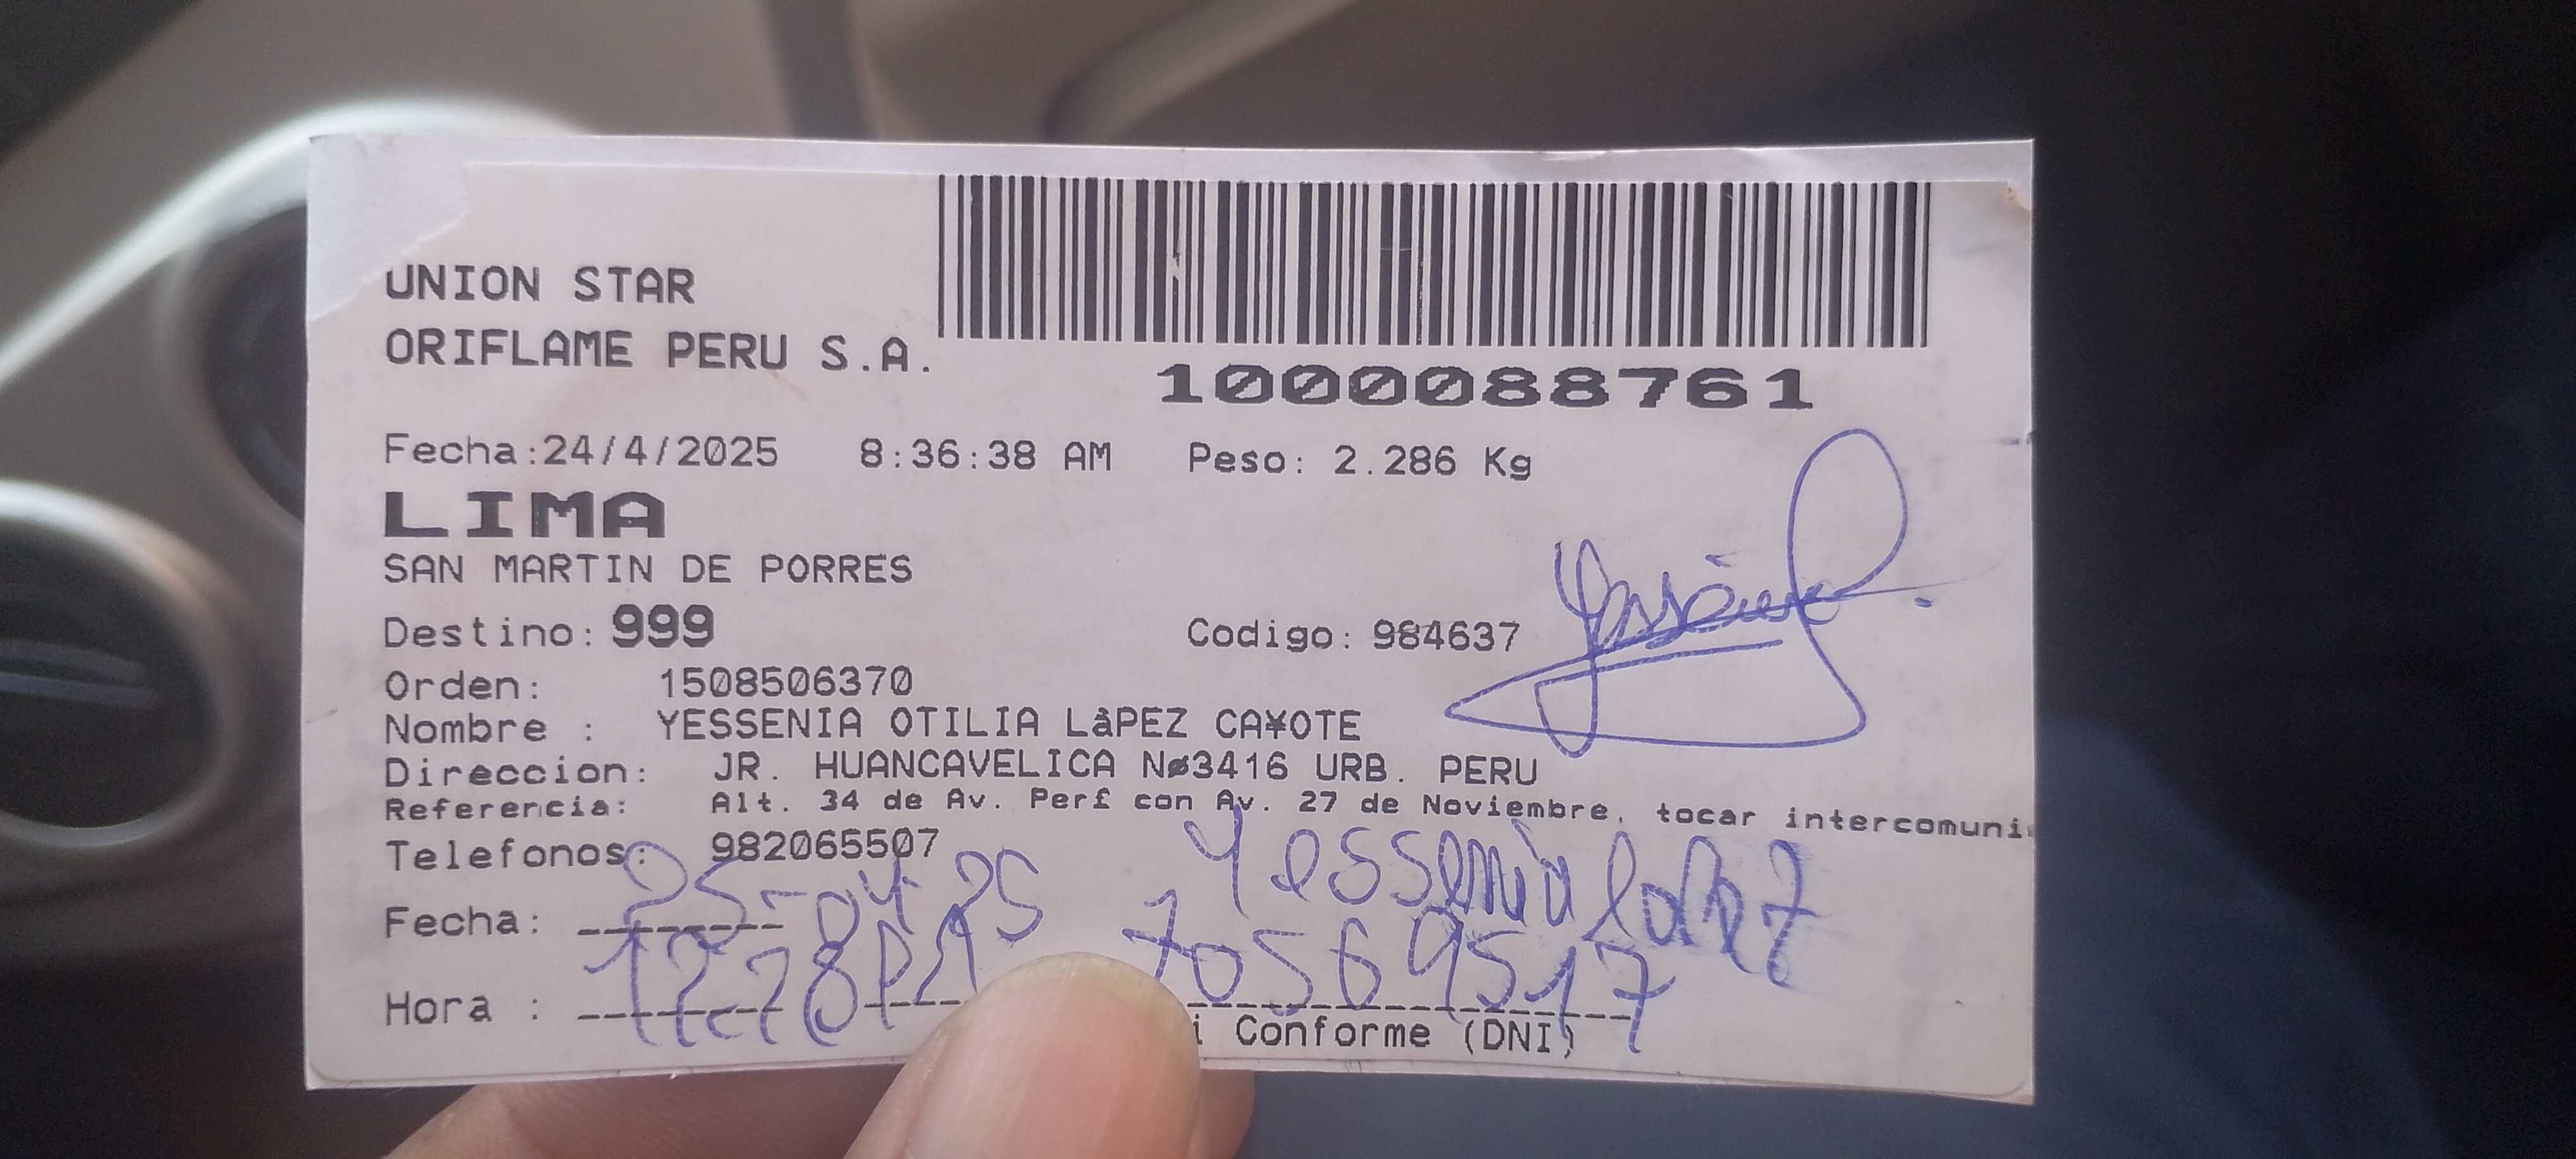 UNION STAR
ORIFLAME PERU S.A.
1000088761
Fecha:24/4/2025 8:36:38 AM Peso: 2.286 Kg
LIMA
SAN MARTIN DE PORRES
Destino: 999 Codigo: 984637
Orden: 1508506370
Nombre : YESSENIA OTILIA LàPEZ CA¥OTE
Direccion: JR. HUANCAVELICA Nø3416 URB. PERU
Referencia: Alt. 34 de Av. Per£ con Av. 27 de Noviembre, tocar intercomuni
Telefonos: 982065507
Yessenia Lopez
Fecha: 25-04-25
70569517
Hora : 12:28PM
i Conforme (DNI)